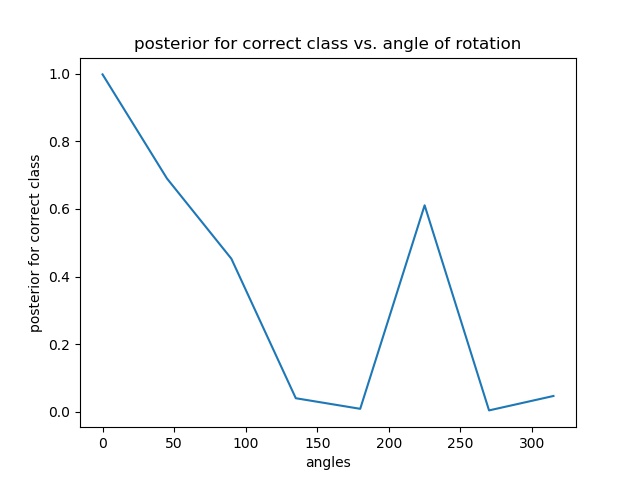 posterior for correct class vs. angle of rotation
1.0
0.8
0.6
0.4
0.2
0.0
posterior for correct class
0 50 100 150 200 250 300
angles